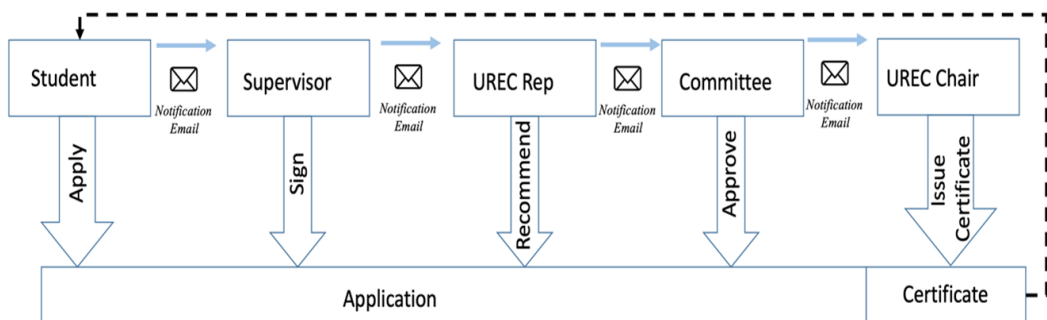 Student
Supervisor
UREC Rep
Committee
UREC Chair
Notification
Email
Notification
Email
Notification
Email
Notification
Email
Apply
Sign
Recommend
Approve
Issue
Certificate
Application
Certificate